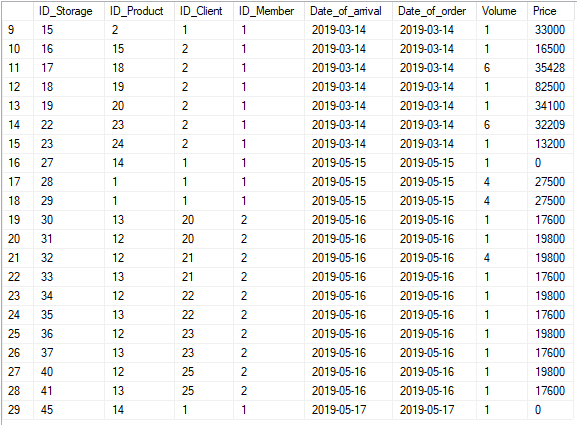 ID_Storage ID_Product ID_Client ID_Member Date_of_arrival Date_of_order Volume Price
9 15 2 1 1 2019-03-14 2019-03-14 1 33000
10 16 15 2 1 2019-03-14 2019-03-14 1 16500
11 17 18 2 1 2019-03-14 2019-03-14 6 35428
12 18 19 2 1 2019-03-14 2019-03-14 1 82500
13 19 20 2 1 2019-03-14 2019-03-14 1 34100
14 22 23 2 1 2019-03-14 2019-03-14 6 32209
15 23 24 2 1 2019-03-14 2019-03-14 1 13200
16 27 14 1 1 2019-05-15 2019-05-15 1 0
17 28 1 1 1 2019-05-15 2019-05-15 4 27500
18 29 1 1 1 2019-05-15 2019-05-15 4 27500
19 30 13 20 2 2019-05-16 2019-05-16 1 17600
20 31 12 20 2 2019-05-16 2019-05-16 1 19800
21 32 12 21 2 2019-05-16 2019-05-16 4 19800
22 33 13 21 2 2019-05-16 2019-05-16 1 17600
23 34 12 22 2 2019-05-16 2019-05-16 1 19800
24 35 13 22 2 2019-05-16 2019-05-16 1 17600
25 36 12 23 2 2019-05-16 2019-05-16 1 19800
26 37 13 23 2 2019-05-16 2019-05-16 1 17600
27 40 12 25 2 2019-05-16 2019-05-16 1 19800
28 41 13 25 2 2019-05-16 2019-05-16 1 17600
29 45 14 1 1 2019-05-17 2019-05-17 1 0